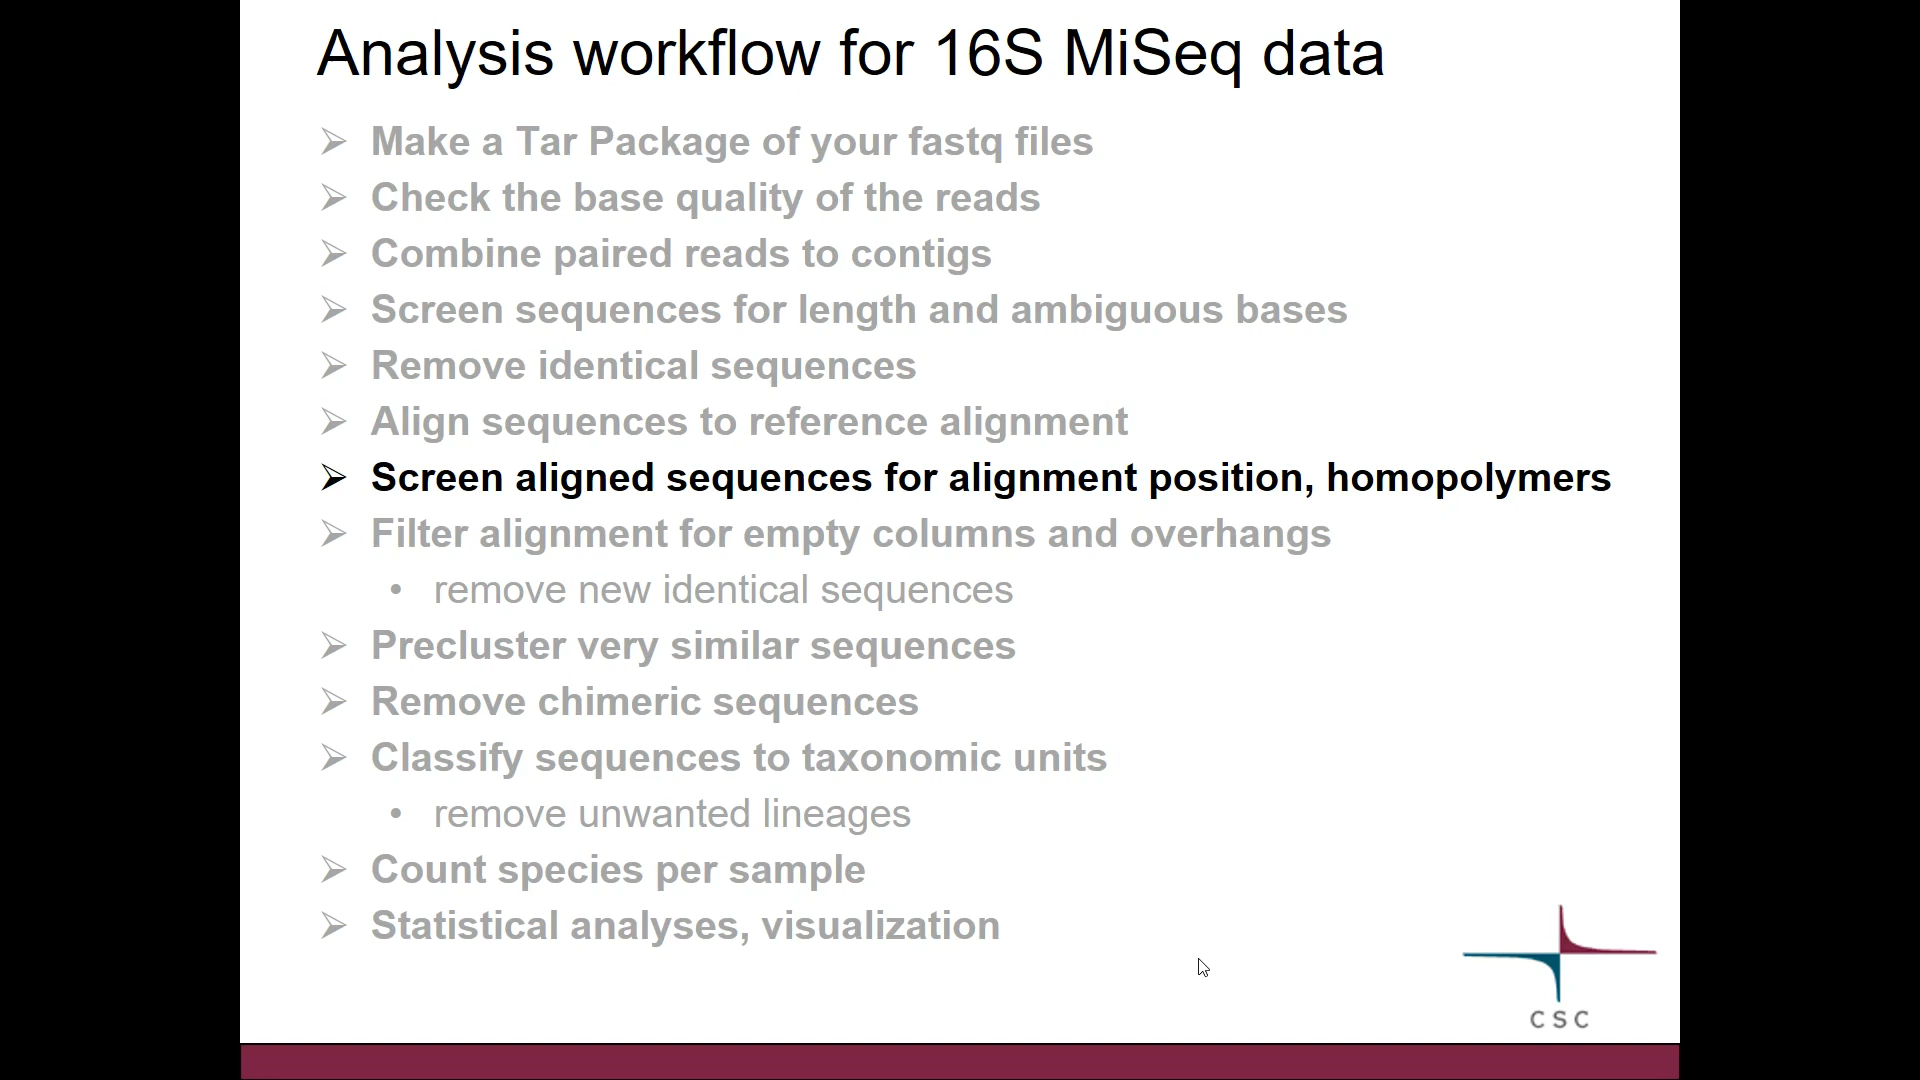 Analysis workflow for 16S MiSeq data
➢ Make a Tar Package of your fastq files
➢ Check the base quality of the reads
➢ Combine paired reads to contigs
➢ Screen sequences for length and ambiguous bases
➢ Remove identical sequences
➢ Align sequences to reference alignment
➢ Screen aligned sequences for alignment position, homopolymers
➢ Filter alignment for empty columns and overhangs
• remove new identical sequences
➢ Precluster very similar sequences
➢ Remove chimeric sequences
➢ Classify sequences to taxonomic units
• remove unwanted lineages
➢ Count species per sample
➢ Statistical analyses, visualization
CSC